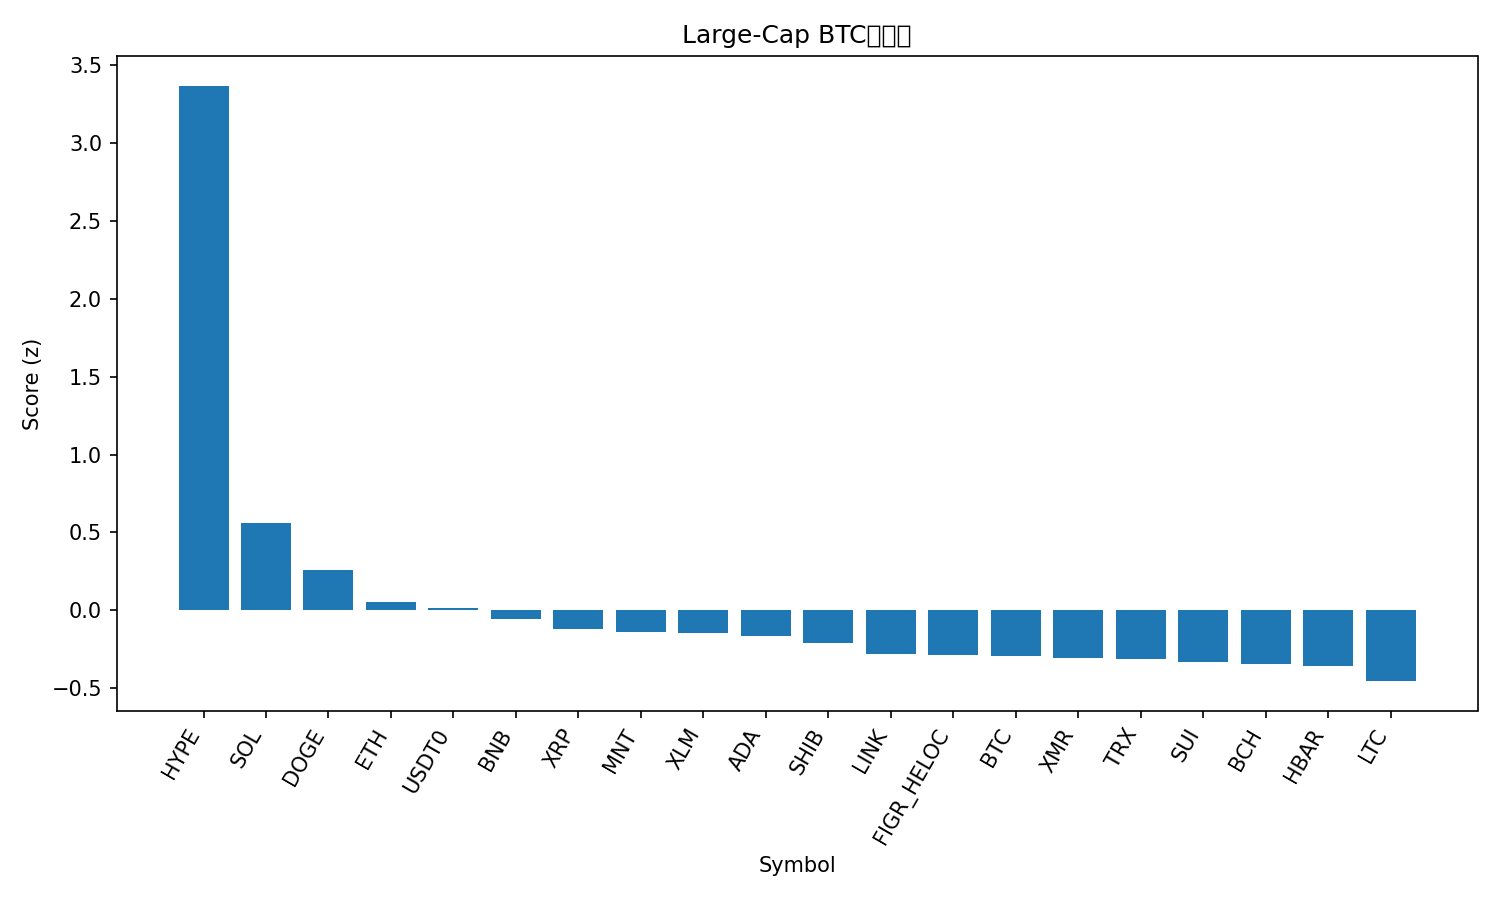 Large-Cap BTC
3.5
3.0
2.5
2.0
1.5
1.0
0.5
0.0
−0.5
Score (z)
HYPE
SOL
DOGE
ETH
USDT0
BNB
XRP
MNT
XLM
ADA
SHIB
LINK
FIGR_HELOC
BTC
XMR
TRX
SUI
BCH
HBAR
LTC
Symbol